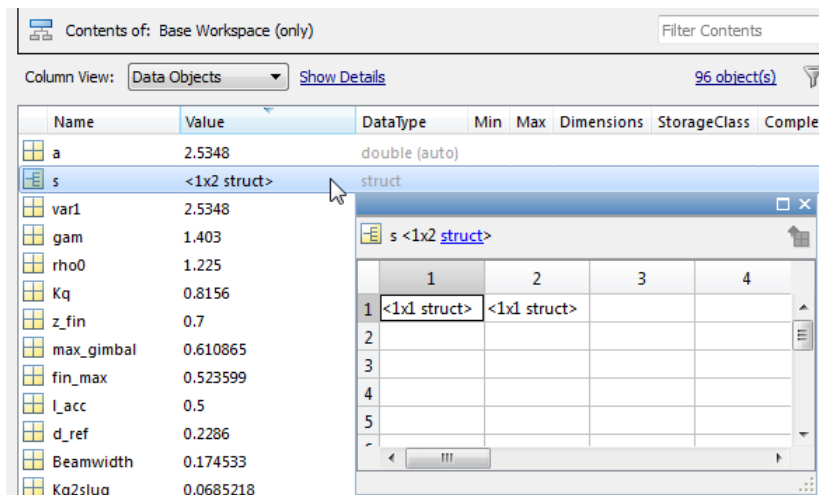 Contents of: Base Workspace (only) Filter Contents
Column View: Data Objects Show Details 96 object(s)
Name Value DataType Min Max Dimensions StorageClass Comple
a 2.5348 double (auto)
s <1x2 struct> struct
var1 2.5348
gam 1.403
rho0 1.225
Kq 0.8156
z_fin 0.7
max_gimbal 0.610865
fin_max 0.523599
l_acc 0.5
d_ref 0.2286
Beamwidth 0.174533
Kg2slug 0.0685218
s <1x2 struct>
1 2 3 4
1 <1x1 struct> <1x1 struct>
2
3
4
5